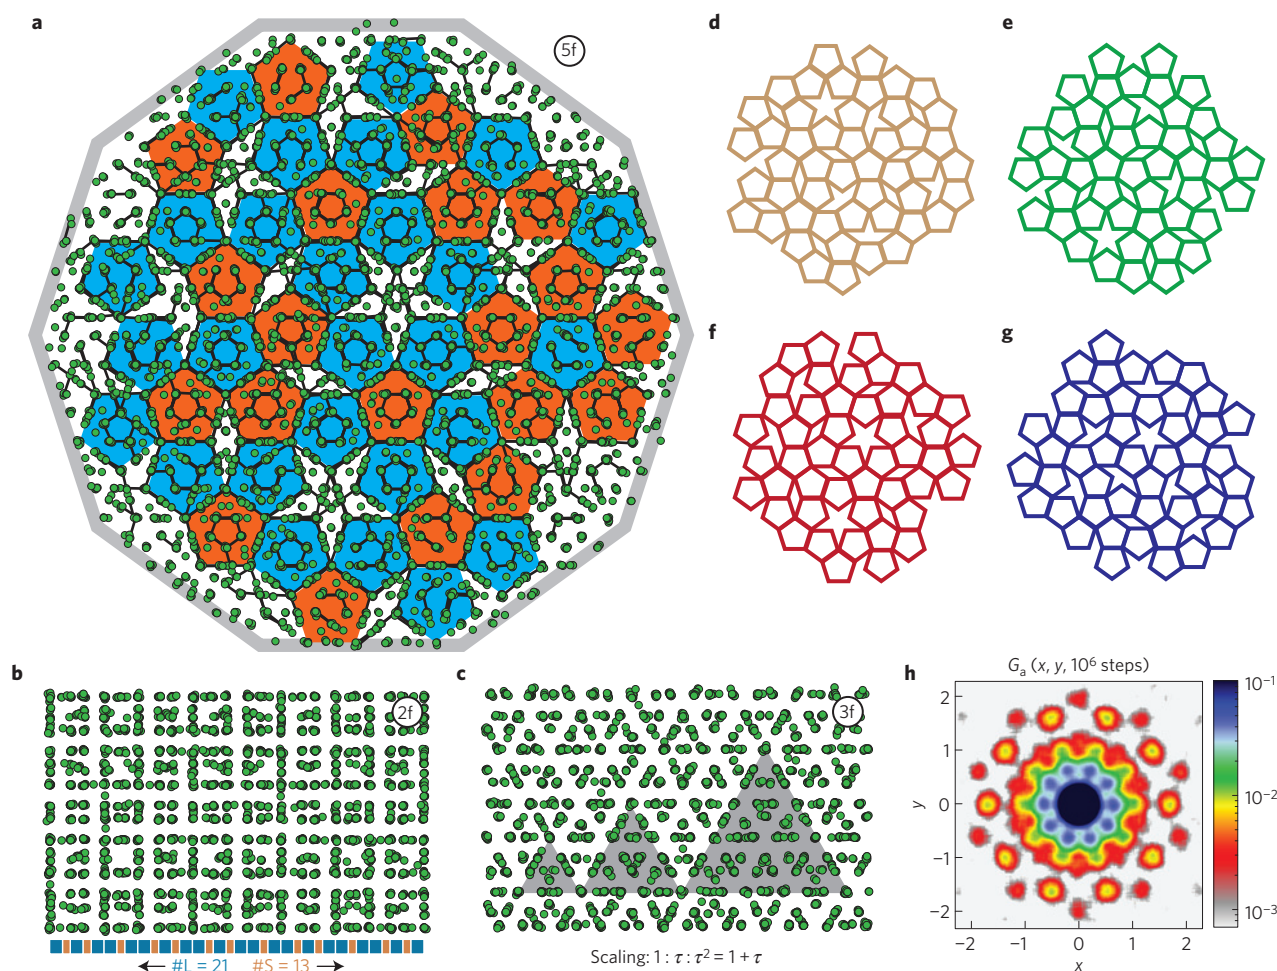 a
5f
d
e
f
g
b
2f
#L = 21 #S = 13
c
3f
Scaling: 1 : τ : τ² = 1 + τ
h
Gₐ (x, y, 10⁶ steps)
10⁻¹
10⁻²
10⁻³
2
1
0
−1
−2
y
−2 −1 0 1 2
x